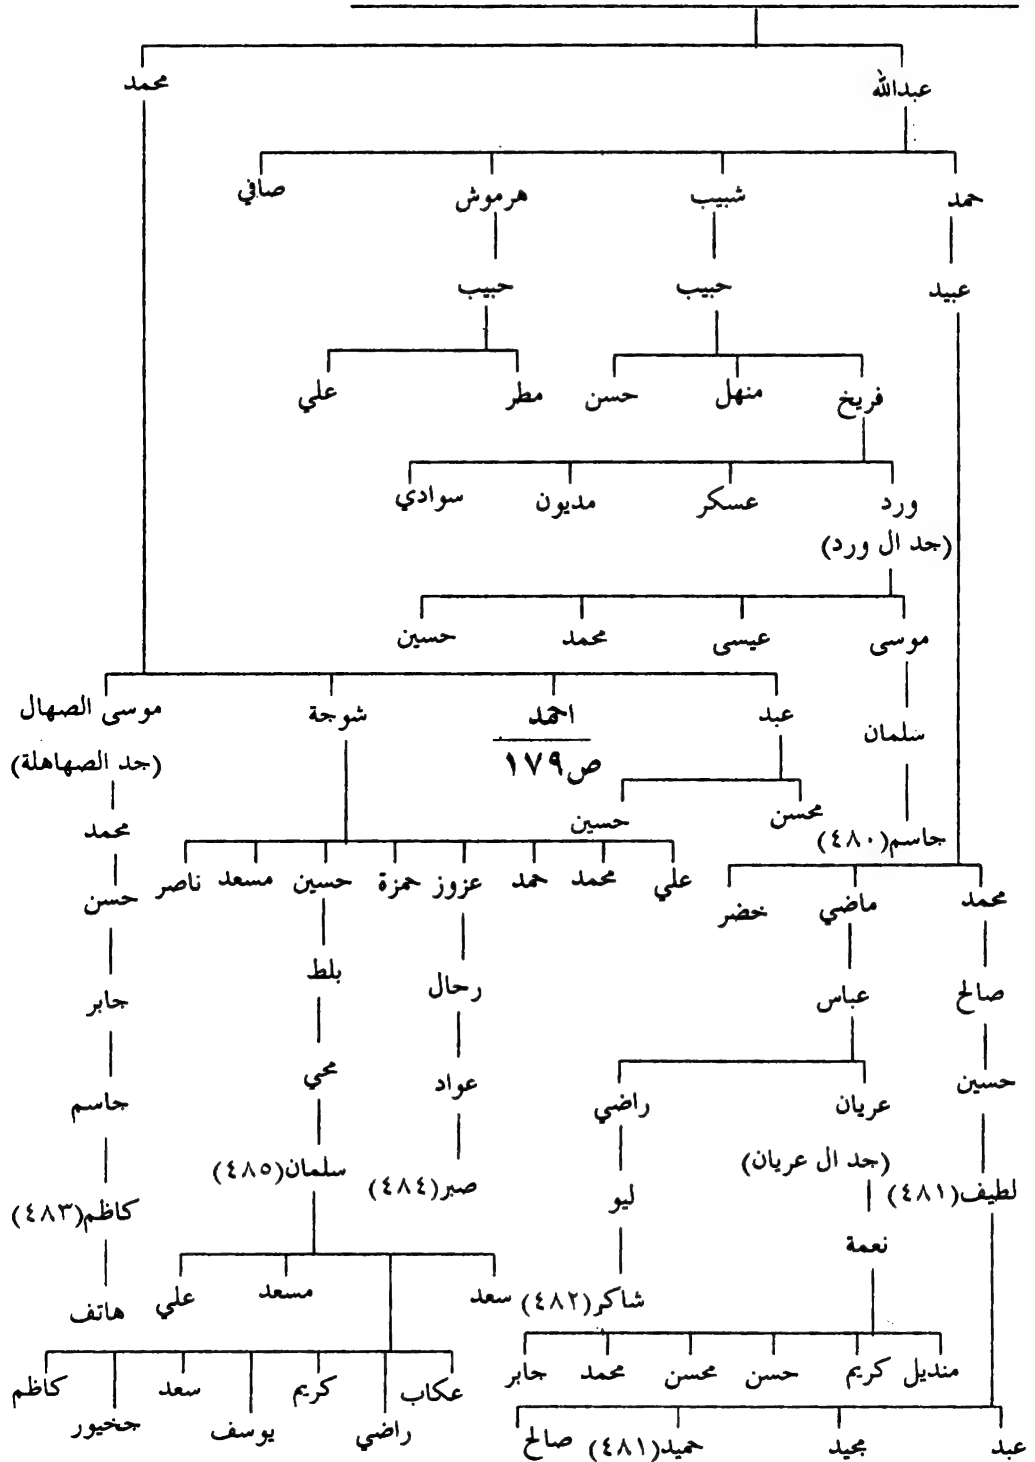 عبدالله محمد
حمد شبيب هرموش صافي
عبيد حبيب حبيب
فريخ منهل حسن مطر علي
ورد عسكر مديون سوادي
(جد ال ورد)
موسى عيسى محمد حسين
عبد احمد شوجة موسى الصهال
سلمان
ص١٧٩
(جد الصهاهلة)
محسن حسين محمد
جاسم(٤٨٠)
علي محمد حمد عزوز حمزة حسين مسعد ناصر
محمد ماضي خضر حسن
بلط
صالح عباس رحال جابر
محي
حسين عواد
عريان راضي جاسم
(جد ال عريان) سلمان(٤٨٥)
لطيف(٤٨١) ليو صبر(٤٨٤) كاظم(٤٨٣)
نعمة
شاكر(٤٨٢) سعد مسعد علي هاتف
منديل كريم حسن محسن محمد جابر
عكاب كريم سعد كاظم
راضي يوسف جخيور
عبد مجيد حميد(٤٨١) صالح